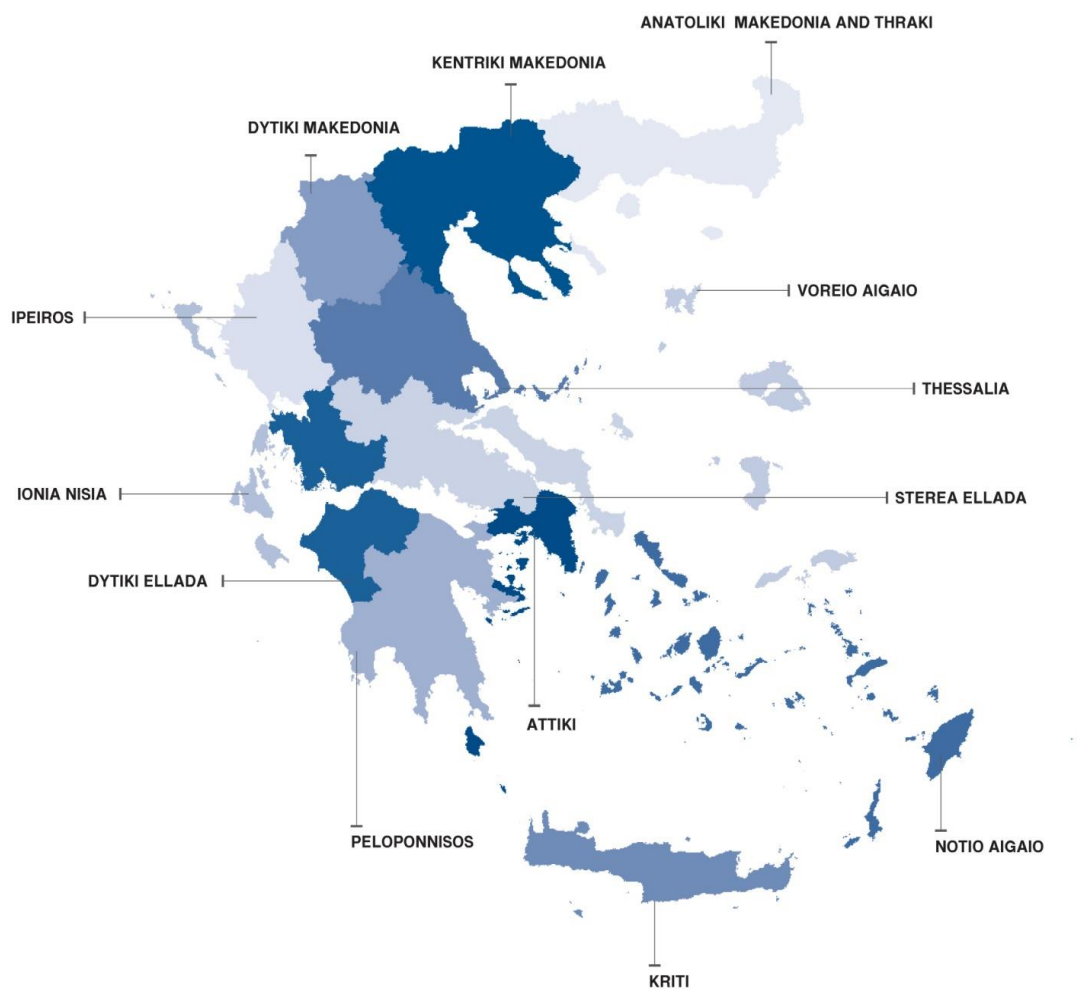 ANATOLIKI MAKEDONIA AND THRAKI
KENTRIKI MAKEDONIA
DYTIKI MAKEDONIA
VOREIO AIGAIO
IPEIROS
THESSALIA
IONIA NISIA
STEREA ELLADA
DYTIKI ELLADA
ATTIKI
PELOPONNISOS
NOTIO AIGAIO
KRITI